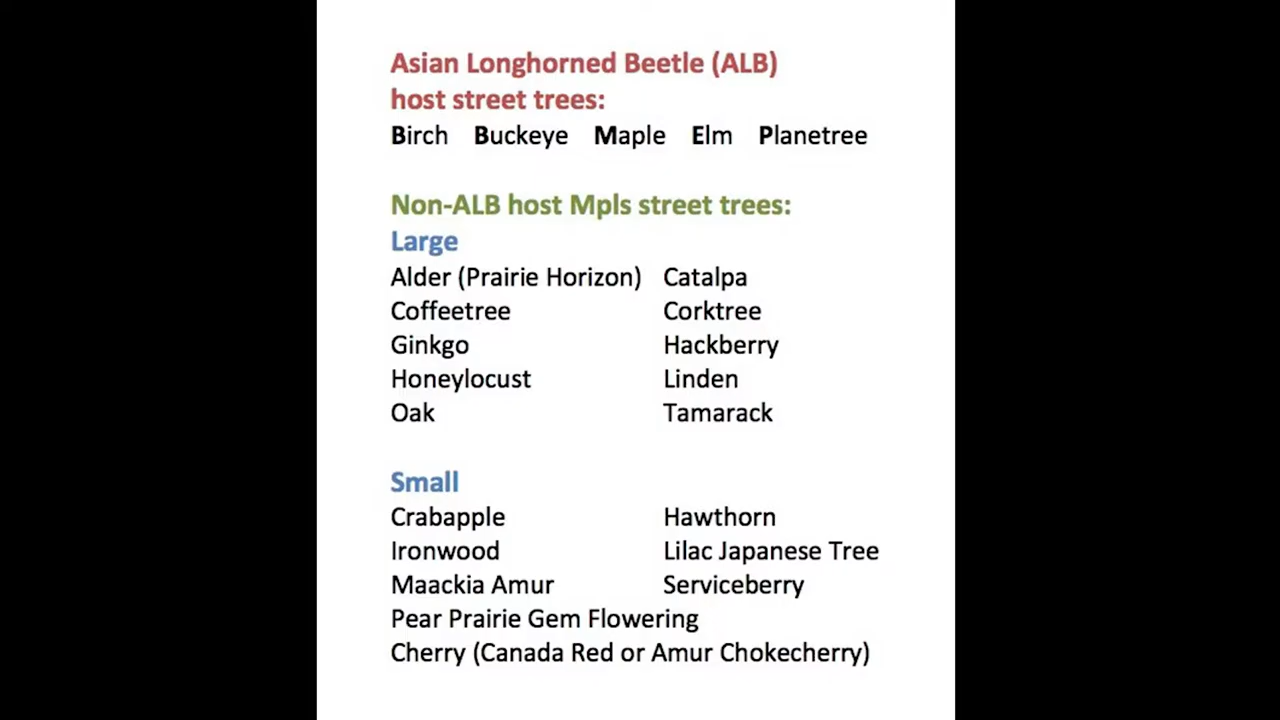 Asian Longhorned Beetle (ALB)
host street trees:
Birch Buckeye Maple Elm Planetree
Non-ALB host Mpls street trees:
Large
Alder (Prairie Horizon) Catalpa
Coffeetree Corktree
Ginkgo Hackberry
Honeylocust Linden
Oak Tamarack
Small
Crabapple Hawthorn
Ironwood Lilac Japanese Tree
Maackia Amur Serviceberry
Pear Prairie Gem Flowering
Cherry (Canada Red or Amur Chokecherry)